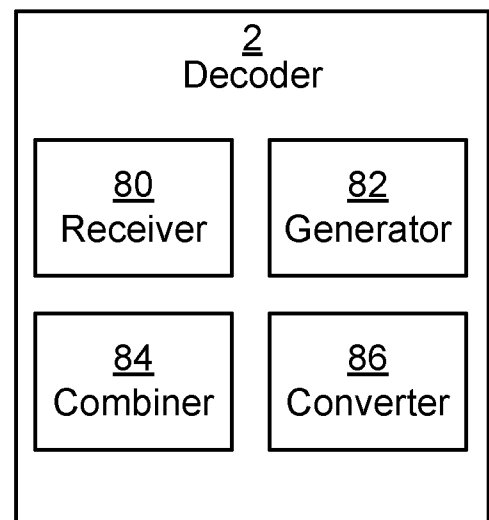 2
Decoder
80
Receiver
82
Generator
84
Combiner
86
Converter